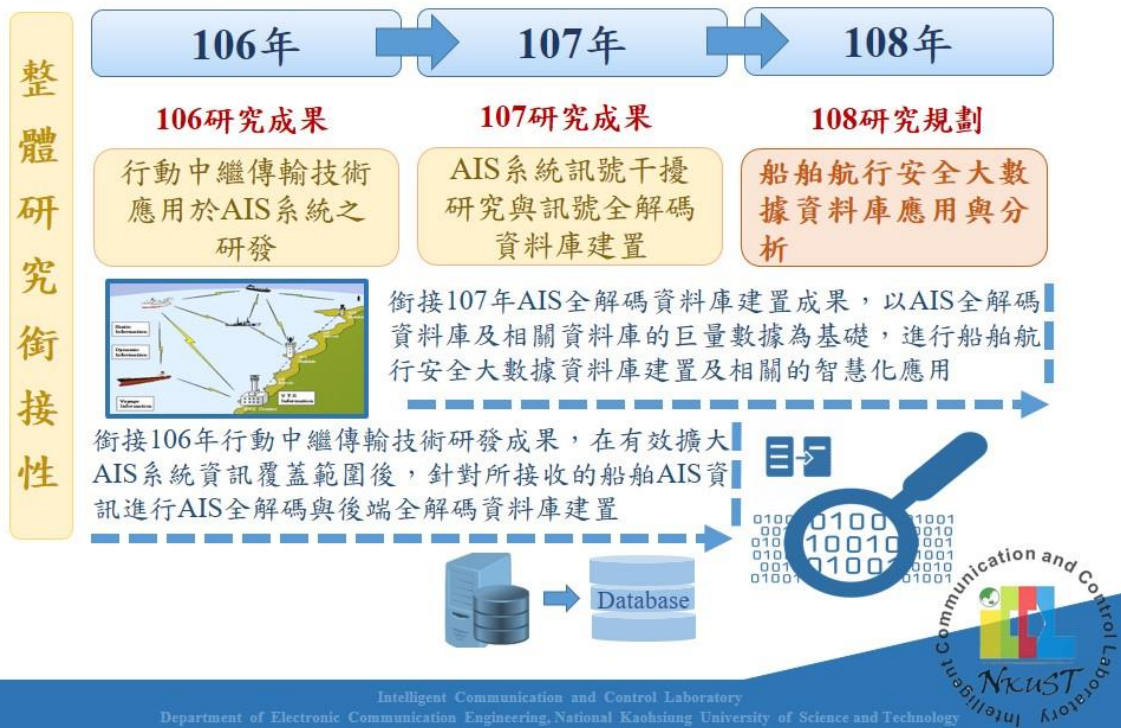 整體研究銜接性
106年
107年
108年
106研究成果
107研究成果
108研究規劃
行動中繼傳輸技術
應用於AIS系統之
研發
AIS系統訊號干擾
研究與訊號全解碼
資料庫建置
船舶航行安全大數
據資料庫應用與分
析
Static
Information
Dynamic
Information
Voyage
Information
VTS
Information
銜接107年AIS全解碼資料庫建置成果,以AIS全解碼
資料庫及相關資料庫的巨量數據為基礎,進行船舶航
行安全大數據資料庫建置及相關的智慧化應用
銜接106年行動中繼傳輸技術研發成果,在有效擴大
AIS系統資訊覆蓋範圍後,針對所接收的船舶AIS資
訊進行AIS全解碼與後端全解碼資料庫建置
Database
Intelligent Communication and Control Laboratory
NKUST
Intelligent Communication and Control Laboratory
Department of Electronic Communication Engineering, National Kaohsiung University of Science and Technology